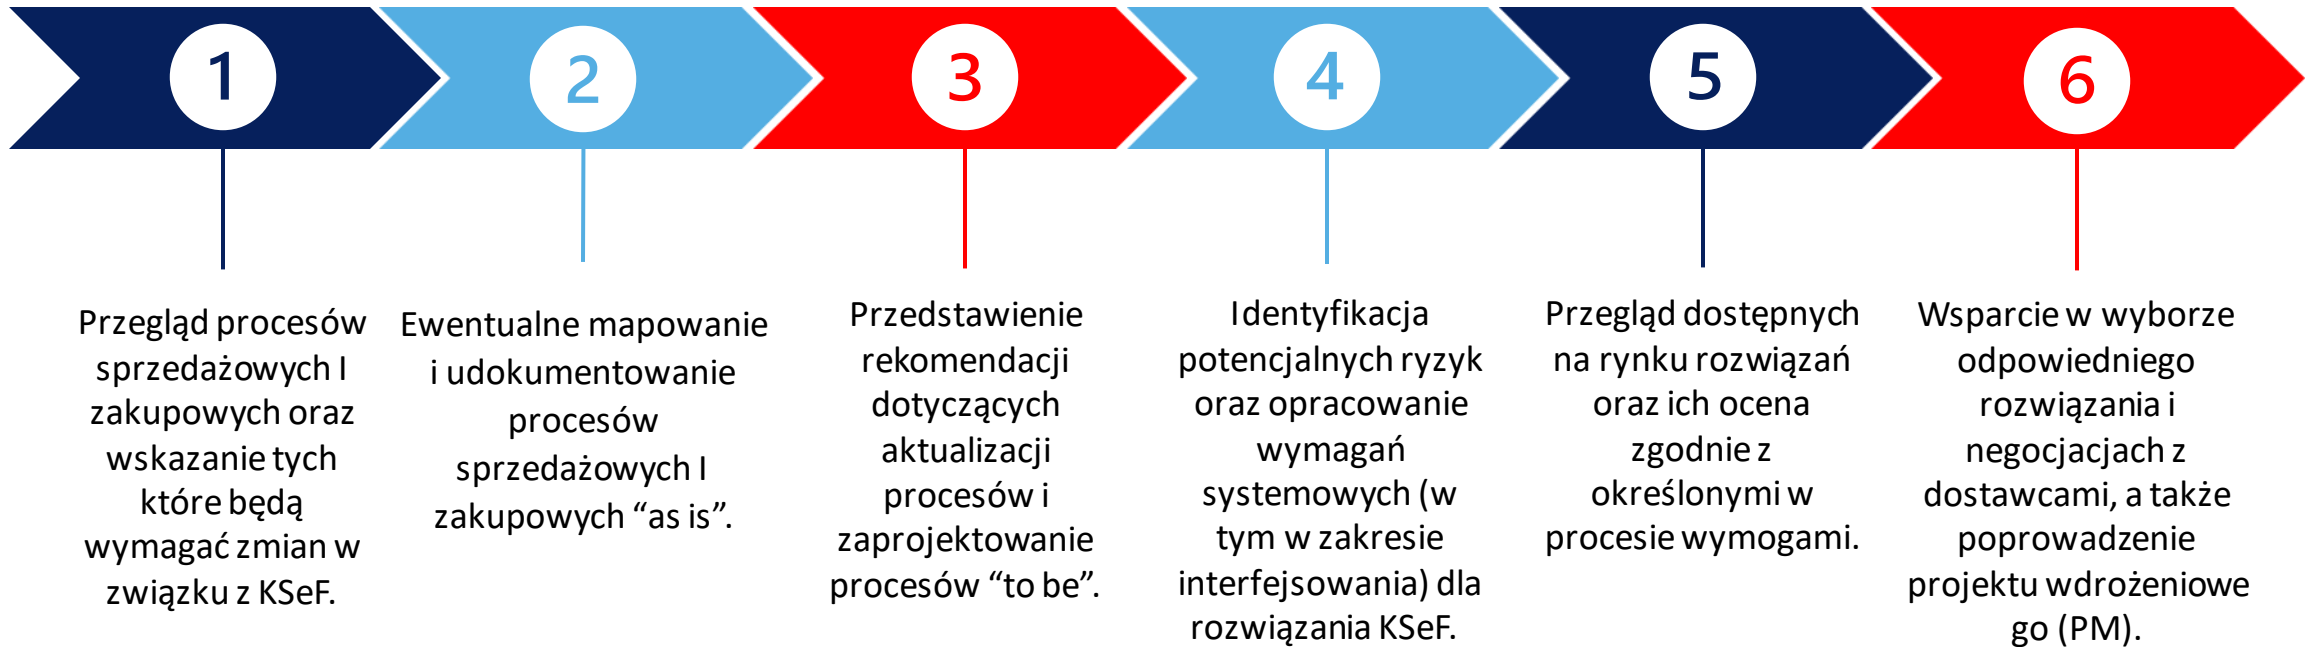 1
2
3
4
5
6
Przegląd procesów
sprzedażowych I
zakupowych oraz
wskazanie tych
które będą
wymagać zmian w
związku z KSeF.
Ewentualne mapowanie
i udokumentowanie
procesów
sprzedażowych I
zakupowych “as is”.
Przedstawienie
rekomendacji
dotyczących
aktualizacji
procesów i
zaprojektowanie
procesów “to be”.
Identyfikacja
potencjalnych ryzyk
oraz opracowanie
wymagań
systemowych (w
tym w zakresie
interfejsowania) dla
rozwiązania KSeF.
Przegląd dostępnych
na rynku rozwiązań
oraz ich ocena
zgodnie z
określonymi w
procesie wymogami.
Wsparcie w wyborze
odpowiedniego
rozwiązania i
negocjacjach z
dostawcami, a także
poprowadzenie
projektu wdrożeniowe
go (PM).